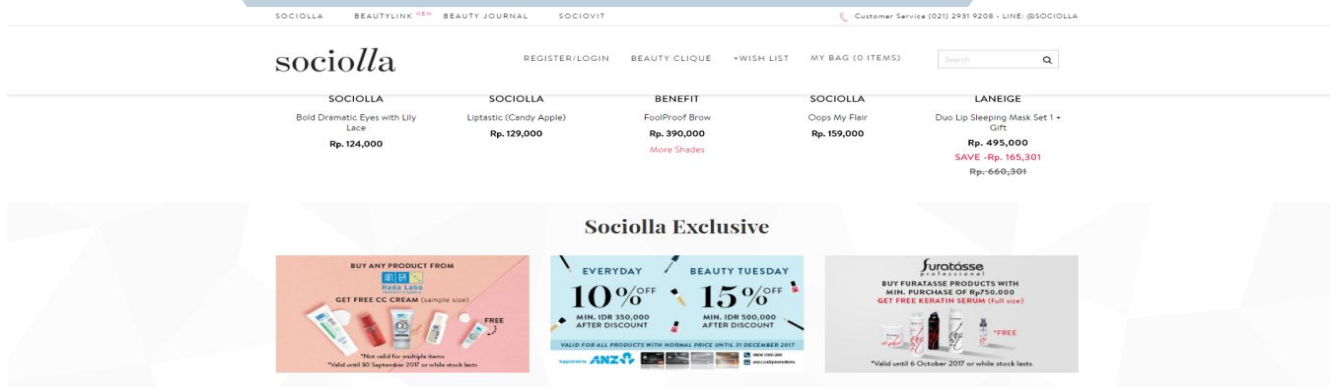 SOCIOLLA BEAUTYLINK NEW BEAUTY JOURNAL SOCIOVIT
Customer Service (021) 2931 9208 - LINE: @SOCIOLLA
sociolla
REGISTER/LOGIN BEAUTY CLIQUE +WISH LIST MY BAG (0 ITEMS)
Search
SOCIOLLA
Bold Dramatic Eyes with Lily
Lace
Rp. 124,000
SOCIOLLA
Liptastic (Candy Apple)
Rp. 129,000
BENEFIT
FoolProof Brow
Rp. 390,000
More Shades
SOCIOLLA
Oops My Flair
Rp. 159,000
LANEIGE
Duo Lip Sleeping Mask Set 1 +
Gift
Rp. 495,000
SAVE -Rp. 165,301
Rp. 660,301
Sociolla Exclusive
BUY ANY PRODUCT FROM
Hada Labo
GET FREE CC CREAM (sample size)
FREE
*Not valid for multiple items
*Valid until 30 September 2017 or while stock lasts
EVERYDAY
10% OFF
MIN. IDR 350,000
AFTER DISCOUNT
BEAUTY TUESDAY
15% OFF
MIN. IDR 500,000
AFTER DISCOUNT
VALID FOR ALL PRODUCTS WITH NORMAL PRICE UNTIL 31 DECEMBER 2017
Supported by ANZ
furatasse
professional
BUY FURATASSE PRODUCTS WITH
MIN. PURCHASE OF Rp750.000
GET FREE KERATIN SERUM (full size)
*FREE
*Valid until 6 October 2017 or while stock lasts